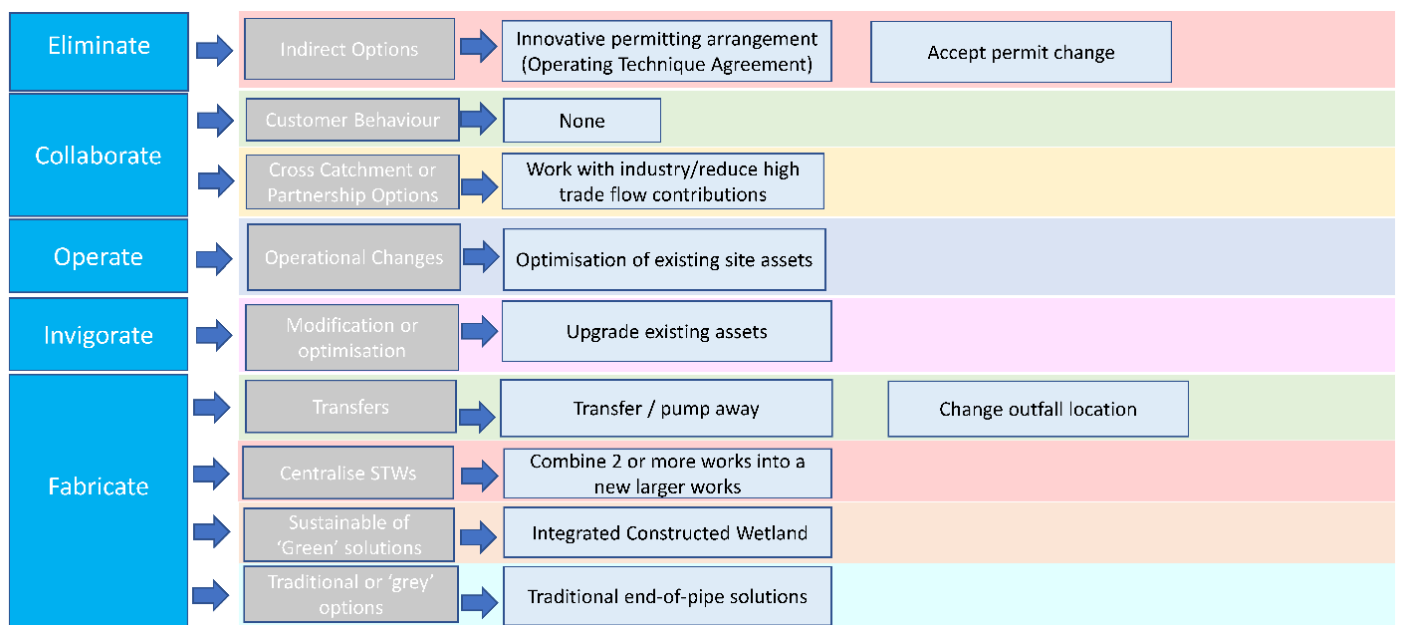 Eliminate
Indirect Options
Innovative permitting arrangement
(Operating Technique Agreement)
Accept permit change
Collaborate
Customer Behaviour
None
Cross Catchment or
Partnership Options
Work with industry/reduce high
trade flow contributions
Operate
Operational Changes
Optimisation of existing site assets
Invigorate
Modification or
optimisation
Upgrade existing assets
Fabricate
Transfers
Transfer / pump away
Change outfall location
Centralise STWs
Combine 2 or more works into a
new larger works
Sustainable of
'Green' solutions
Integrated Constructed Wetland
Traditional or 'grey'
options
Traditional end-of-pipe solutions